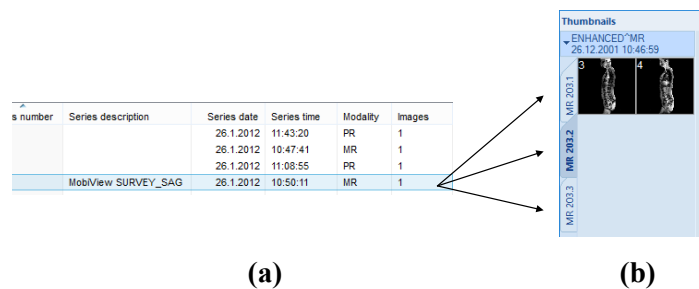 s number Series description Series date Series time Modality Images
26.1.2012 11:43:20 PR 1
26.1.2012 10:47:41 MR 1
26.1.2012 11:08:55 PR 1
MobiView SURVEY_SAG 26.1.2012 10:50:11 MR 1
(a)
Thumbnails
ENHANCED^MR
26.12.2001 10:46:59
3 4
MR 203.1
MR 203.2
MR 203.3
(b)